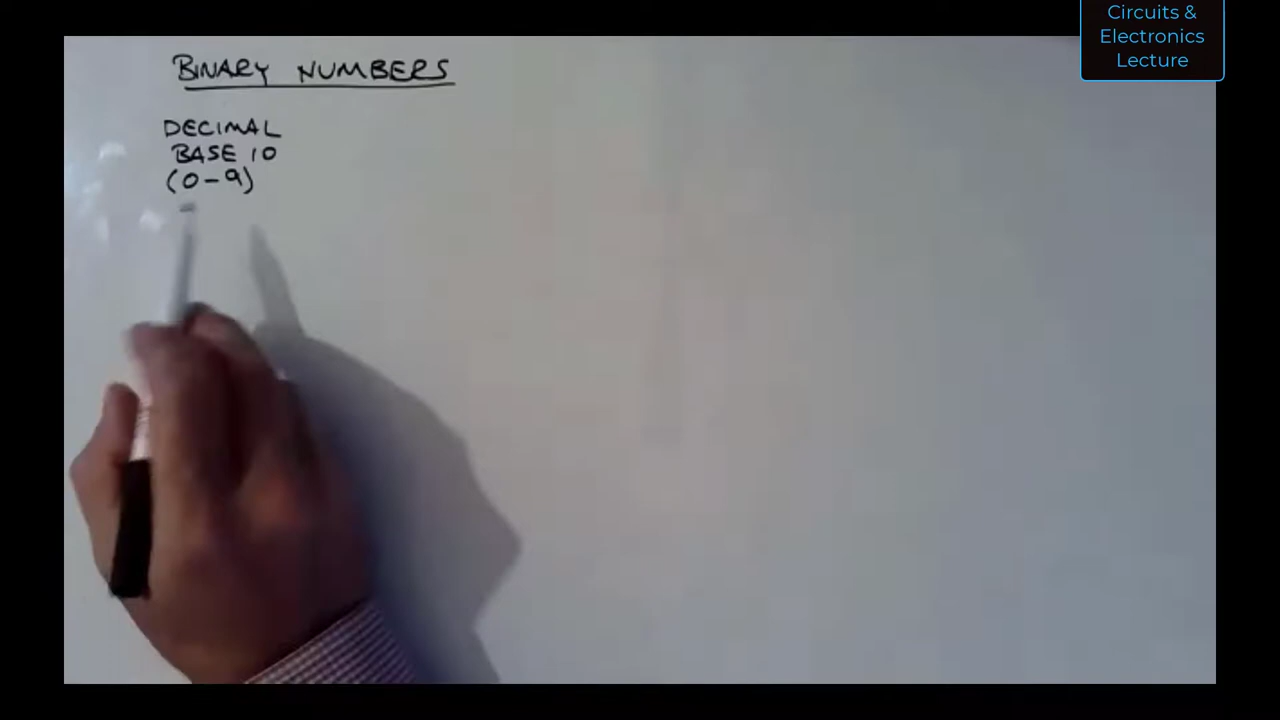 Circuits &
Electronics
Lecture
BINARY NUMBERS
DECIMAL
BASE 10
(0-9)